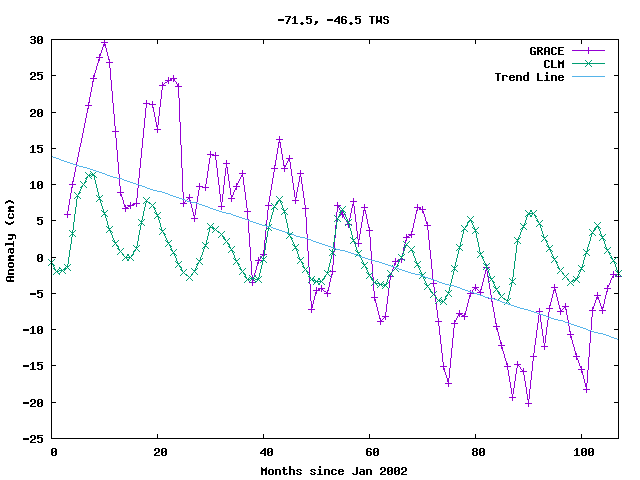 -71.5, -46.5 TWS
GRACE
CLM
Trend Line
Anomaly (cm)
30
25
20
15
10
5
0
-5
-10
-15
-20
-25
0 20 40 60 80 100
Months since Jan 2002